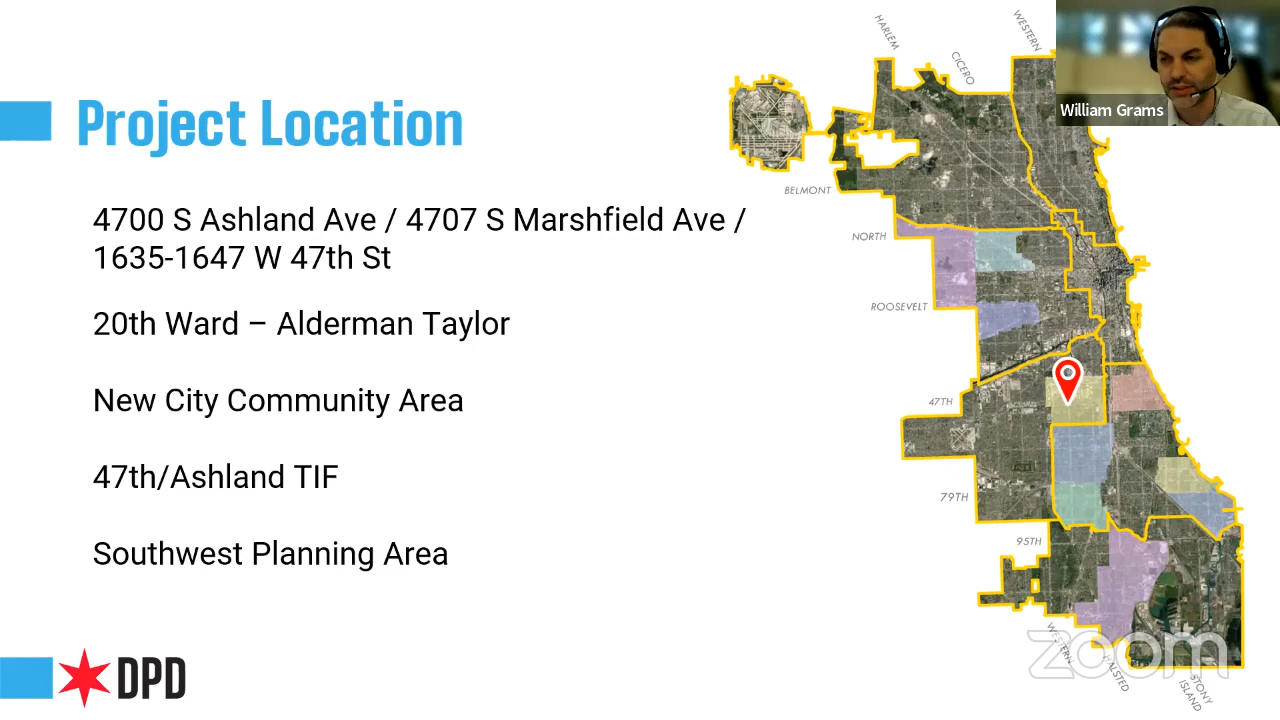 HARLEM
CICERO
WESTERN
William Grams
Project Location
BELMONT
4700 S Ashland Ave / 4707 S Marshfield Ave /
NORTH
1635-1647 W 47th St
ROOSEVELT
20th Ward – Alderman Taylor
New City Community Area
47TH
47th/Ashland TIF
79TH
Southwest Planning Area
95TH
DPD
WESTERN
HALSTED
STONY
ISLAND
zoom